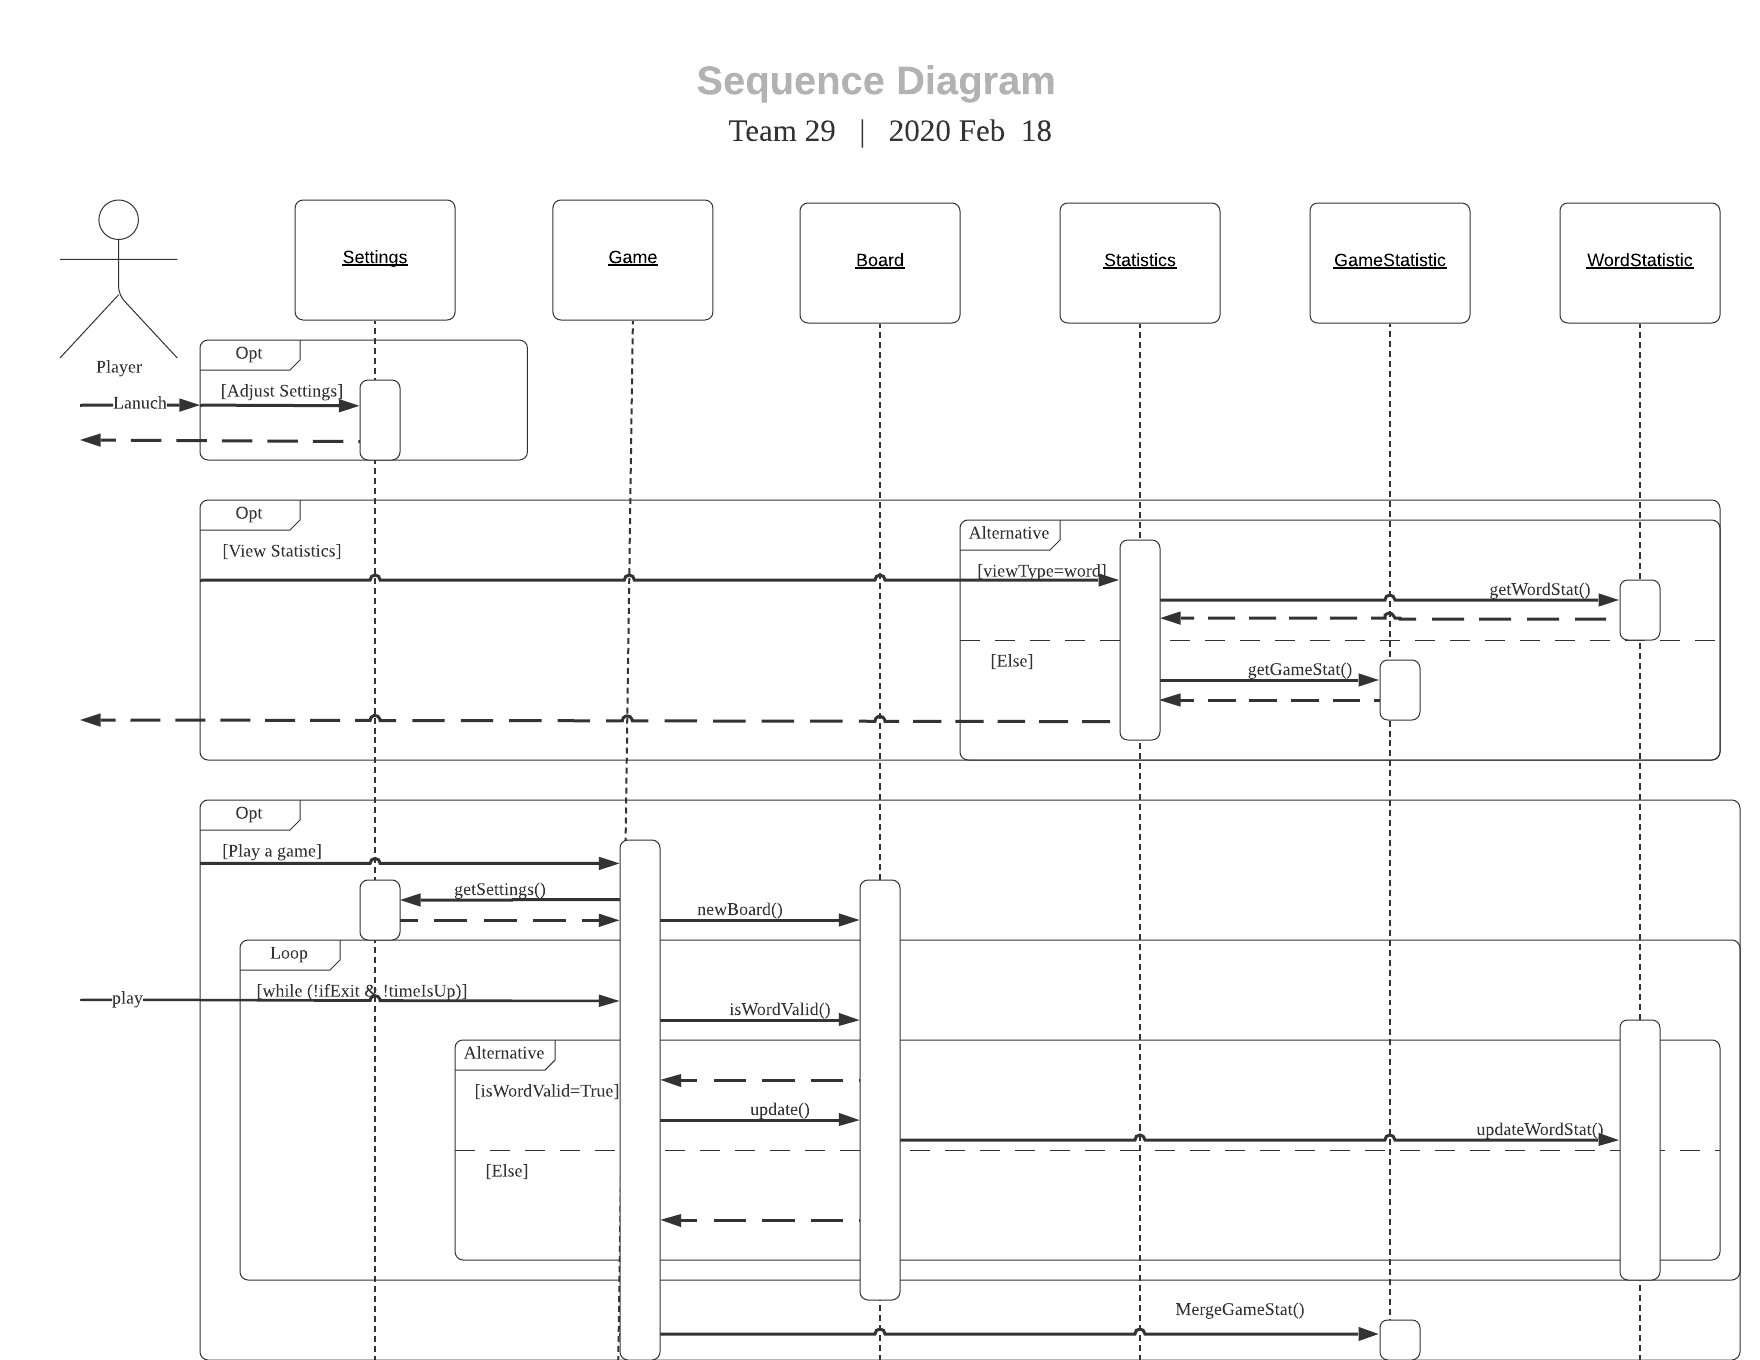 Sequence Diagram
Team 29 | 2020 Feb 18
Settings
Game
Board
Statistics
GameStatistic
WordStatistic
Player
Opt
[Adjust Settings]
Lanuch
Opt
[View Statistics]
Alternative
[viewType=word]
getWordStat()
[Else]
getGameStat()
Opt
[Play a game]
getSettings()
newBoard()
Loop
[while (!ifExit & !timeIsUp)]
play
isWordValid()
Alternative
[isWordValid=True]
update()
updateWordStat()
[Else]
MergeGameStat()